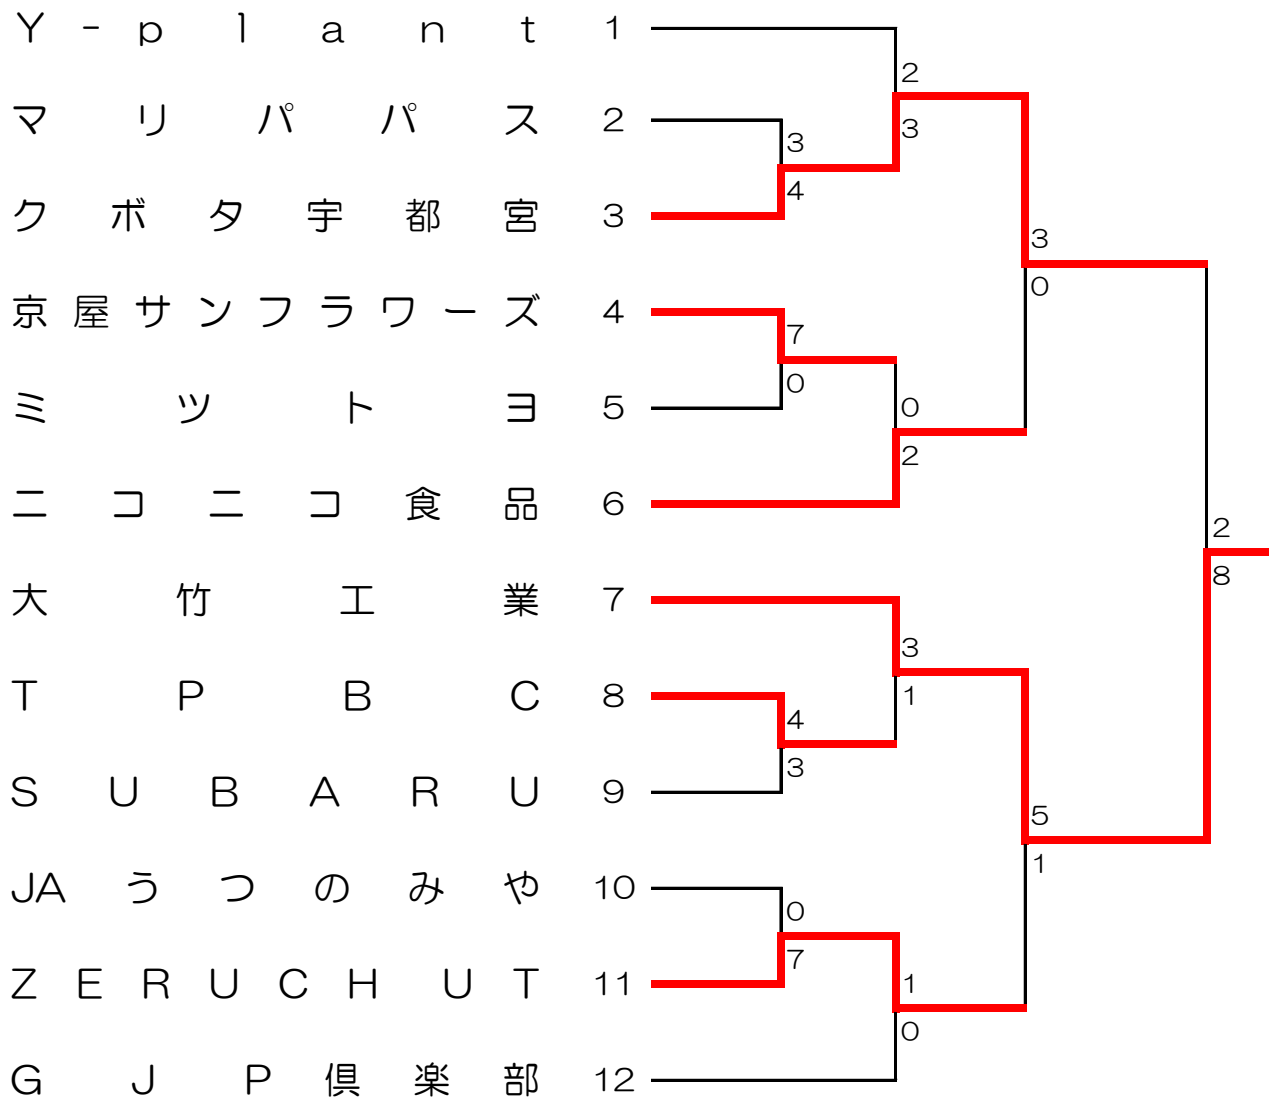 Y-plant 1
2
マリパパス 2
3
3
4
クボタ宇都宮 3
3
0
京屋サンフラワーズ 4
7
0
ミツトヨ 5
0
2
ニコニコ食品 6
2
8
大竹工業 7
3
1
TPBC 8
4
3
SUBARU 9
5
1
JAうつのみや 10
0
7
ZERUCHUT 11
1
0
GJP倶楽部 12